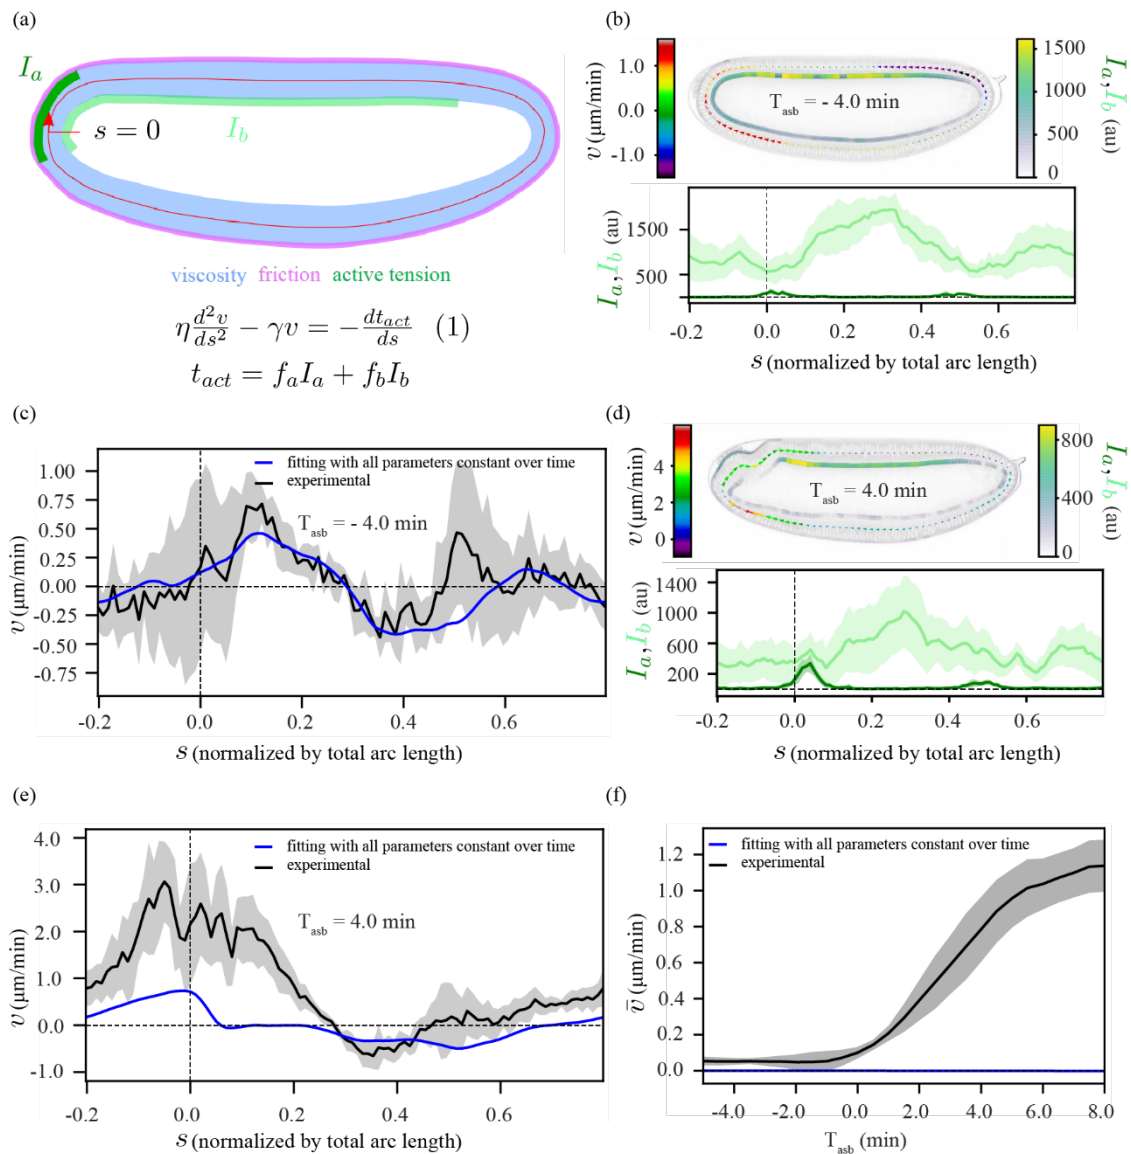 (a)
I_a
s = 0
I_b
viscosity friction active tension
η d²v/ds² − γv = − dt_act/ds (1)
t_act = f_a I_a + f_b I_b
(b)
v (μm/min)
1.0
0.0
-1.0
T_asb = - 4.0 min
1500
1000
500
0
I_a, I_b (au)
I_a, I_b (au)
1500
500
-0.2 0.0 0.2 0.4 0.6
s (normalized by total arc length)
(c)
v (μm/min)
1.00
0.75
0.50
0.25
0.00
-0.25
-0.50
-0.75
fitting with all parameters constant over time
experimental
T_asb = - 4.0 min
-0.2 0.0 0.2 0.4 0.6
s (normalized by total arc length)
(d)
v (μm/min)
4
2
0
T_asb = 4.0 min
800
400
0
I_a, I_b (au)
I_a, I_b (au)
1400
1000
600
200
-0.2 0.0 0.2 0.4 0.6
s (normalized by total arc length)
(e)
v (μm/min)
4.0
3.0
2.0
1.0
0.0
-1.0
fitting with all parameters constant over time
experimental
T_asb = 4.0 min
-0.2 0.0 0.2 0.4 0.6
s (normalized by total arc length)
(f)
v̄ (μm/min)
1.2
1.0
0.8
0.6
0.4
0.2
0.0
fitting with all parameters constant over time
experimental
-4.0 -2.0 0.0 2.0 4.0 6.0 8.0
T_asb (min)